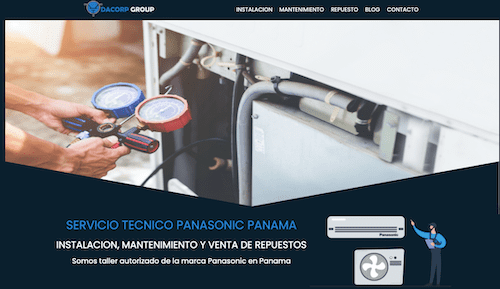 DACORP GROUP
INSTALACION MANTENIMIENTO REPUESTO BLOG CONTACTO
SERVICIO TECNICO PANASONIC PANAMA
INSTALACION, MANTENIMIENTO Y VENTA DE REPUESTOS
Somos taller autorizado de la marca Panasonic en Panama
Panasonic